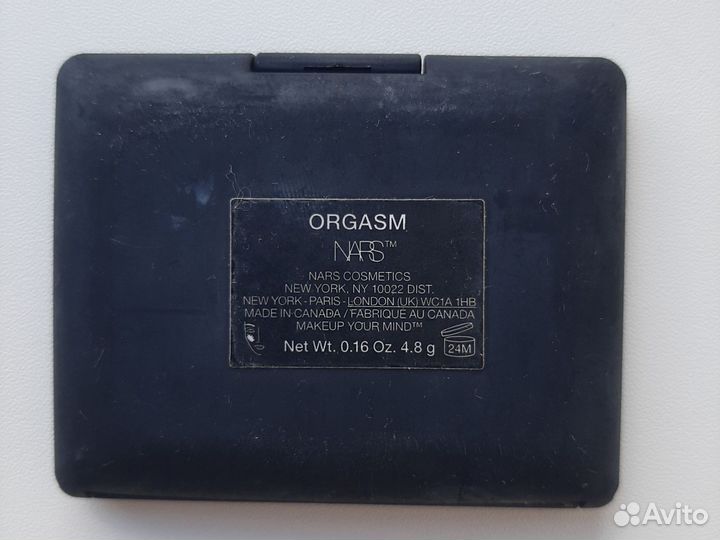 ORGASM
NARS™
NARS COSMETICS
NEW YORK, NY 10022 DIST.
NEW YORK - PARIS - LONDON (UK) WC1A 1HB
MADE IN CANADA / FABRIQUÉ AU CANADA
MAKEUP YOUR MIND™
Net Wt. 0.16 Oz. 4.8 g
24M
Avito